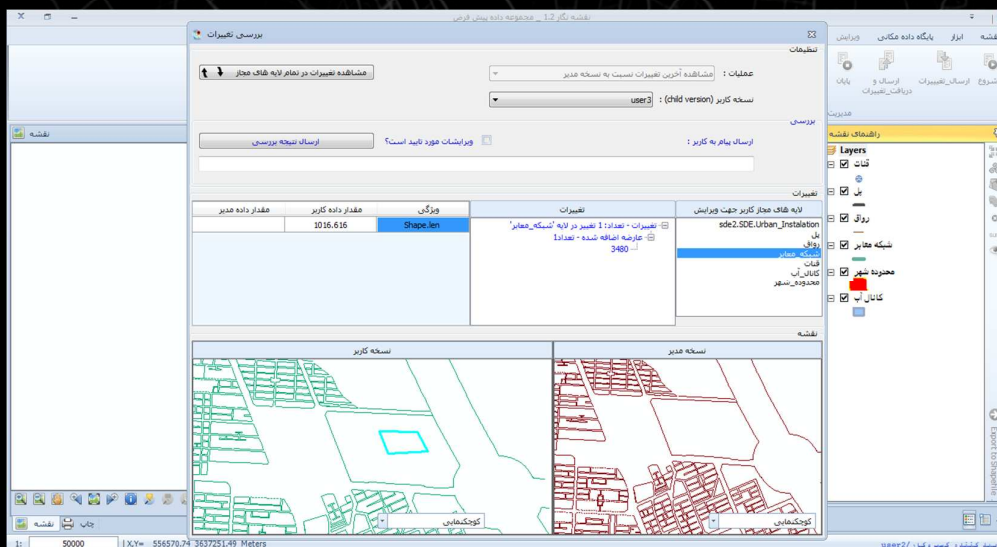 نقشه نگار 1.2 _ مجموعه داده پیش فرض
نقشه
ابزار
پایگاه داده مکانی
ویرایش
ارسال_تغییرات
ارسال و
دریافت_تغییرات
پایان
مدیریت
راهنمای نقشه
Layers
قنات
پل
رواق
شبکه معابر
محدوده شهر
کانال آب
Export to Shapefile
بررسی تغییرات
تنظیمات
عملیات :
مشاهده آخرین تغییرات نسبت به نسخه مدیر
مشاهده تغییرات در تمام لایه های مجاز
نسخه کاربر (child version) :
user3
بررسی
ارسال پیام به کاربر :
ویرایشات مورد تایید است؟
ارسال نتیجه بررسی
تغییرات
لایه های مجاز کاربر جهت ویرایش
sde2.SDE.Urban_Instalation
پل
رواق
شبکه_معابر
قنات
کانال_آب
محدوده_شهر
تغییرات
تغییرات - تعداد: 1 تغییر در لایه 'شبکه_معابر'
عارضه اضافه شده - تعداد1
3480
ویژگی
مقدار داده کاربر
مقدار داده مدیر
Shape.len
1016.616
نقشه
نسخه مدیر
نسخه کاربر
کوچکنمایی
کوچکنمایی
نقشه
چاپ
نقشه
1:
50000
X,Y= 556570.74 3637251.49 Meters